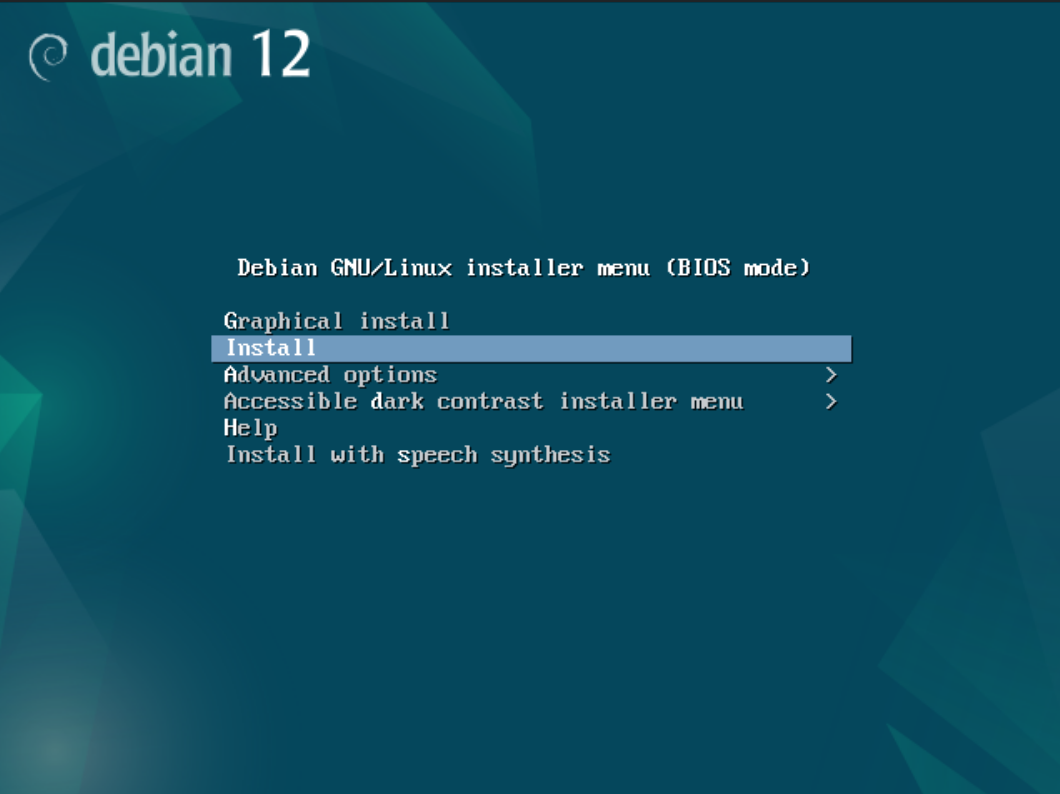 debian 12
Debian GNU/Linux installer menu (BIOS mode)
Graphical install
Install
Advanced options >
Accessible dark contrast installer menu >
Help
Install with speech synthesis